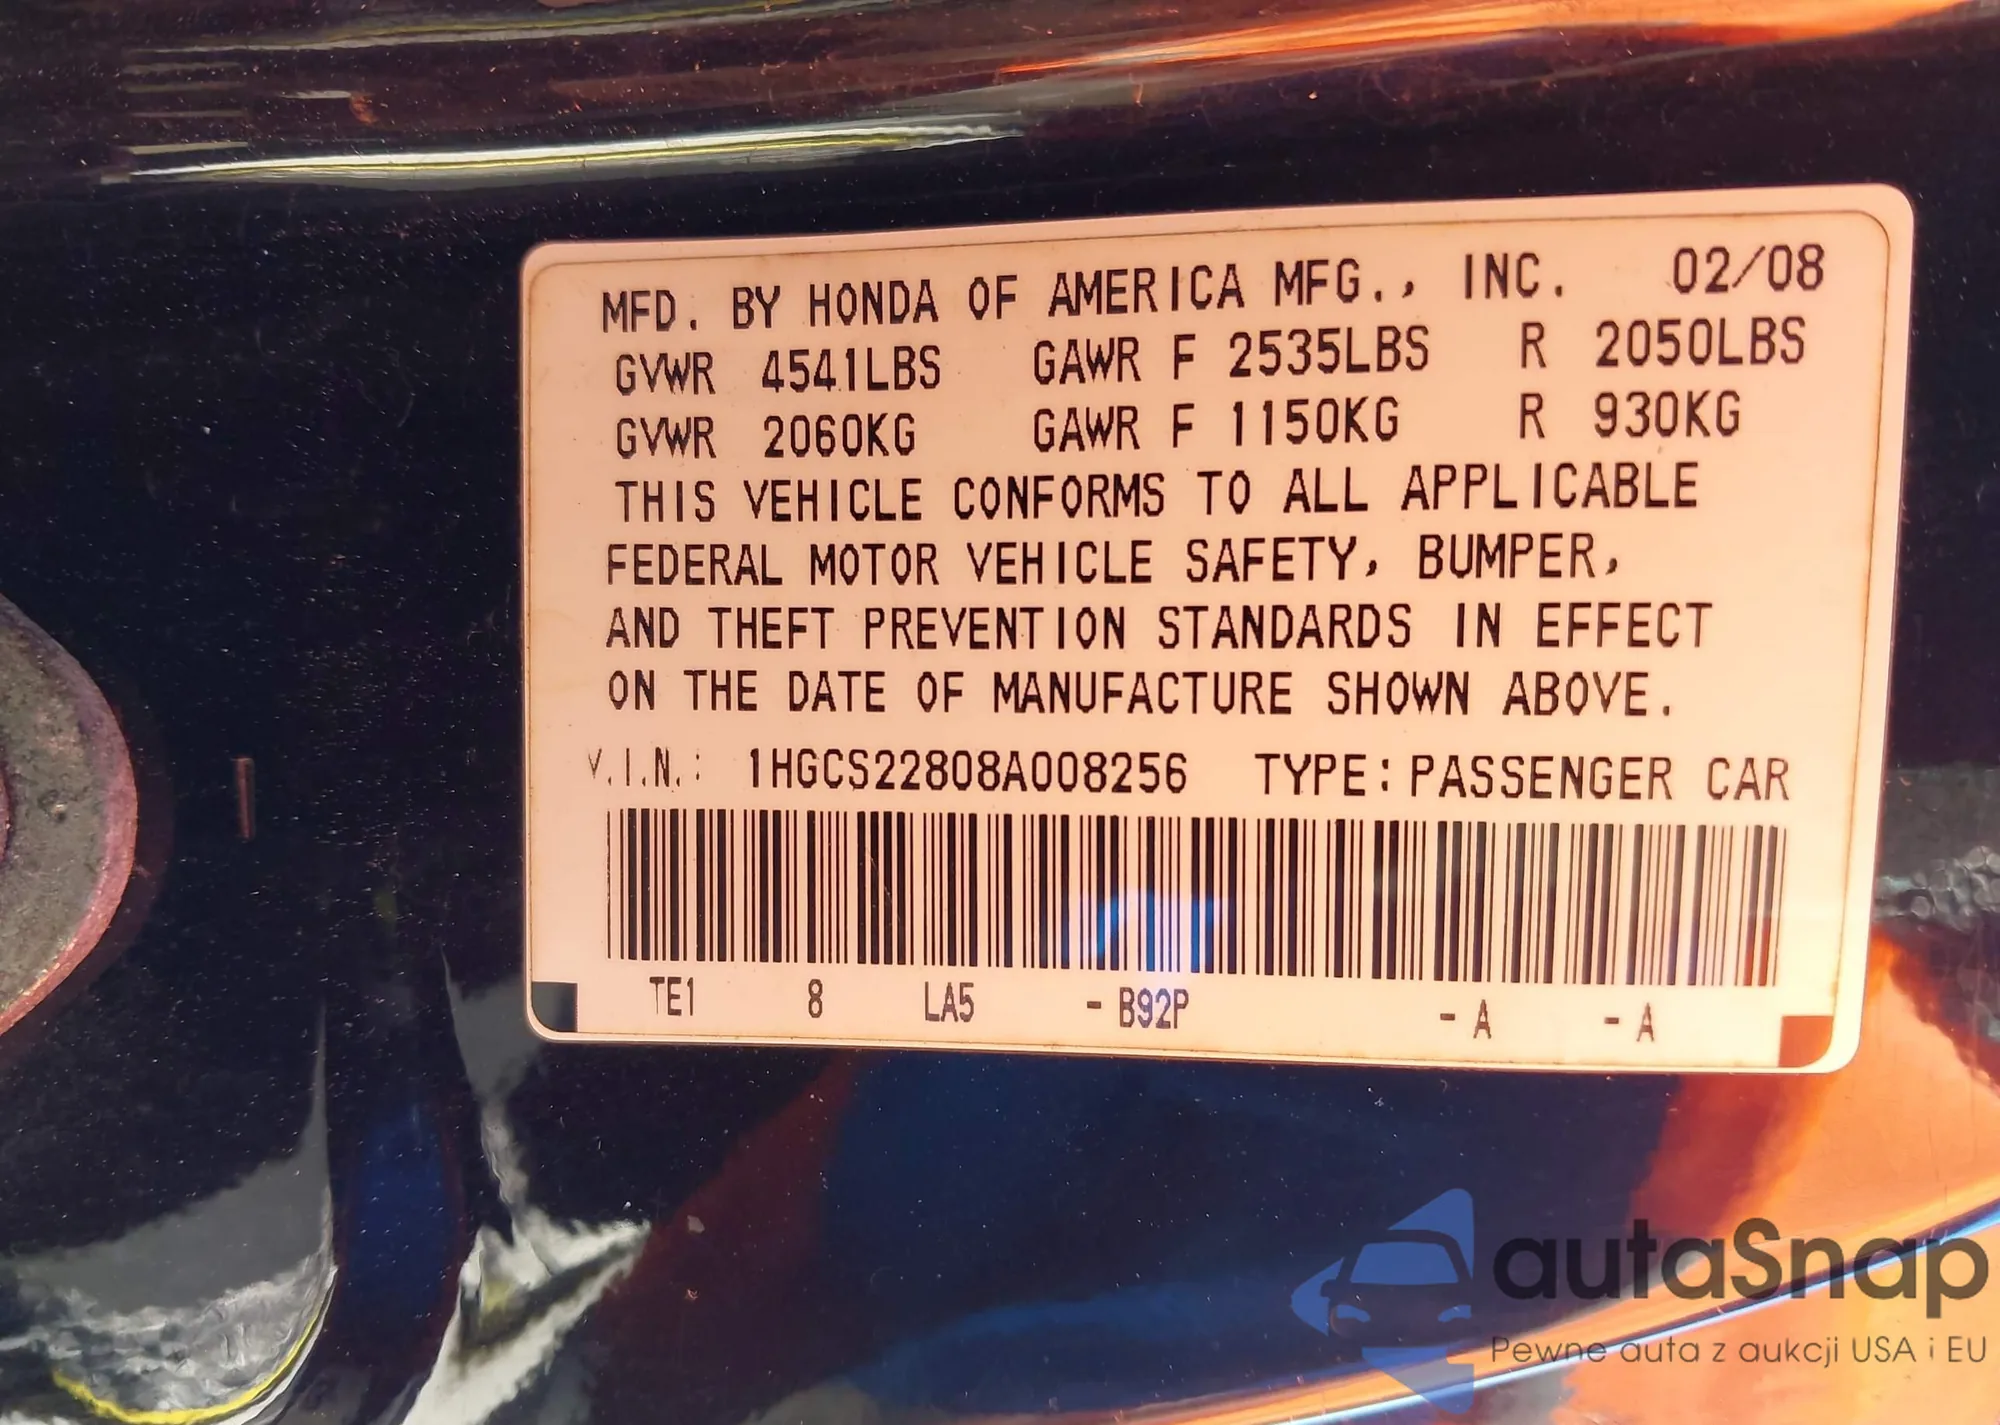 MFD. BY HONDA OF AMERICA MFG., INC. 02/08
GVWR 4541LBS GAWR F 2535LBS R 2050LBS
GVWR 2060KG GAWR F 1150KG R 930KG
THIS VEHICLE CONFORMS TO ALL APPLICABLE
FEDERAL MOTOR VEHICLE SAFETY, BUMPER,
AND THEFT PREVENTION STANDARDS IN EFFECT
ON THE DATE OF MANUFACTURE SHOWN ABOVE.
V.I.N.: 1HGCS22808A008256 TYPE: PASSENGER CAR
TE1 8 LA5 - B92P - A - A
autaSnap
Pewne auta z aukcji USA i EU